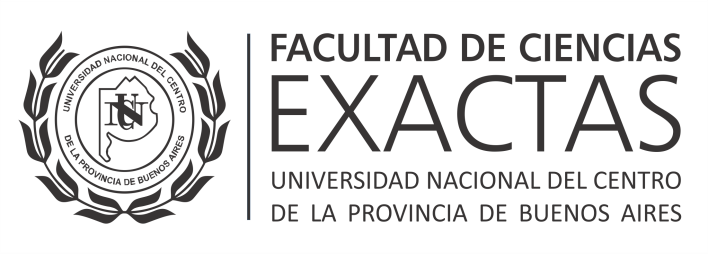 UNIVERSIDAD NACIONAL DEL CENTRO
DE LA PROVINCIA DE BUENOS AIRES
FACULTAD DE CIENCIAS
EXACTAS
UNIVERSIDAD NACIONAL DEL CENTRO
DE LA PROVINCIA DE BUENOS AIRES